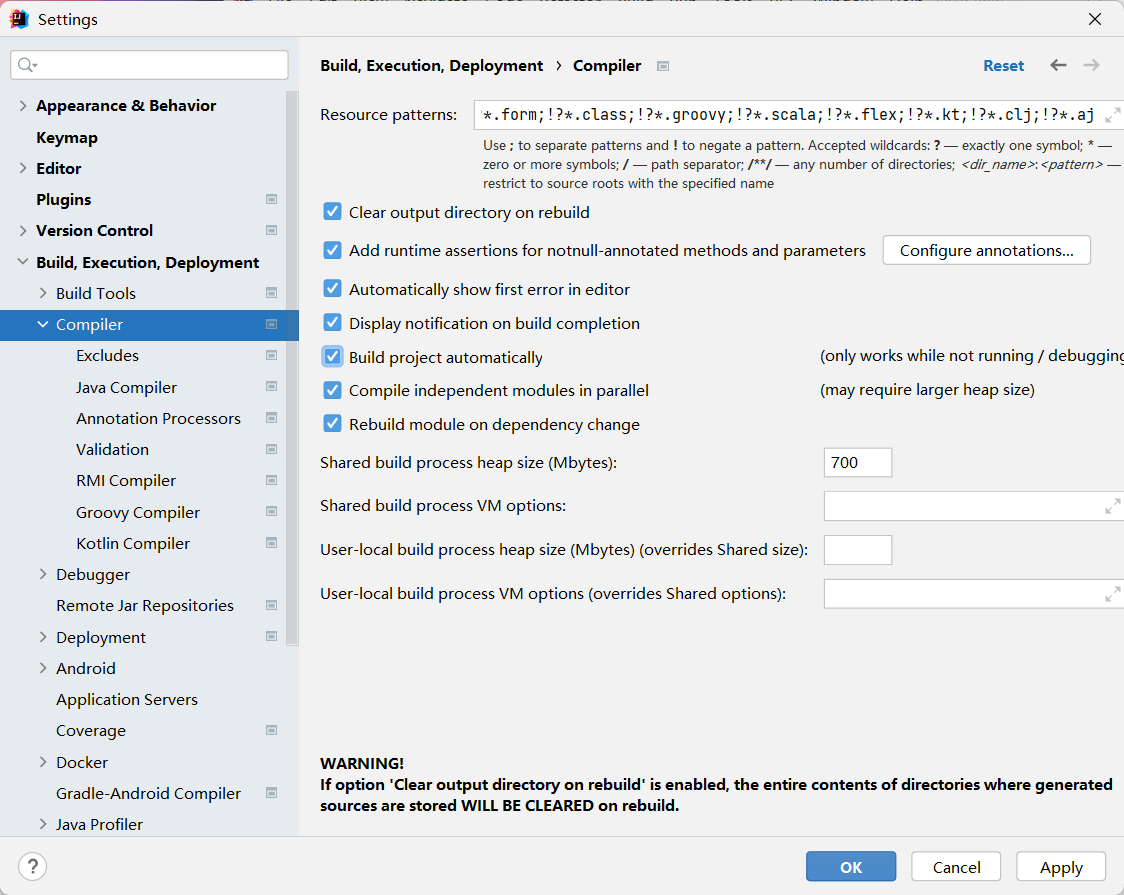 Settings
Build, Execution, Deployment › Compiler
Reset
Appearance & Behavior
Keymap
Editor
Plugins
Version Control
Build, Execution, Deployment
Build Tools
Compiler
Excludes
Java Compiler
Annotation Processors
Validation
RMI Compiler
Groovy Compiler
Kotlin Compiler
Debugger
Remote Jar Repositories
Deployment
Android
Application Servers
Coverage
Docker
Gradle-Android Compiler
Java Profiler
Resource patterns: *.form;!?*.class;!?*.groovy;!?*.scala;!?*.flex;!?*.kt;!?*.clj;!?*.aj
Use ; to separate patterns and ! to negate a pattern. Accepted wildcards: ? — exactly one symbol; * —
zero or more symbols; / — path separator; /**/ — any number of directories; <dir_name>:<pattern> —
restrict to source roots with the specified name
Clear output directory on rebuild
Add runtime assertions for notnull-annotated methods and parameters Configure annotations...
Automatically show first error in editor
Display notification on build completion
Build project automatically (only works while not running / debugging
Compile independent modules in parallel (may require larger heap size)
Rebuild module on dependency change
Shared build process heap size (Mbytes): 700
Shared build process VM options:
User-local build process heap size (Mbytes) (overrides Shared size):
User-local build process VM options (overrides Shared options):
WARNING!
If option 'Clear output directory on rebuild' is enabled, the entire contents of directories where generated
sources are stored WILL BE CLEARED on rebuild.
?
OK Cancel Apply